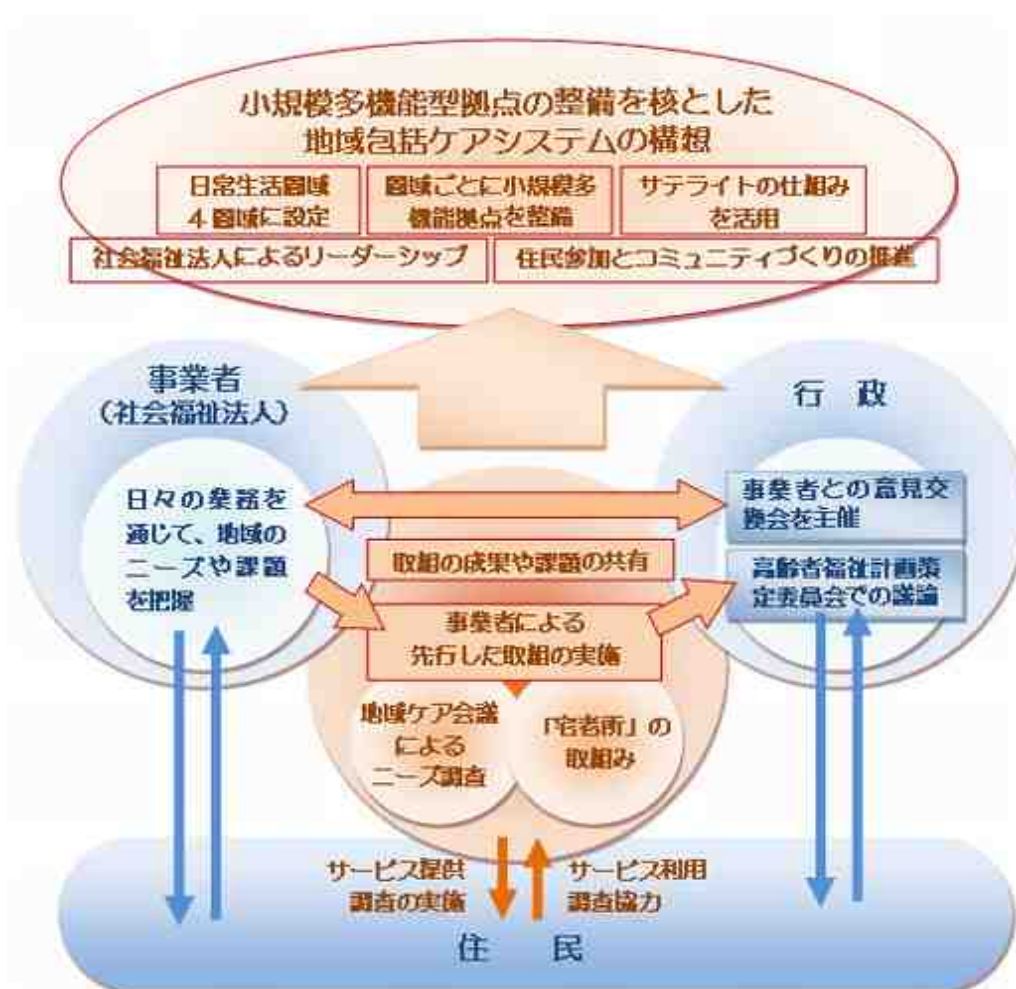 小規模多機能型拠点の整備を核とした
地域包括ケアシステムの構想
日常生活圏域
4圏域に設定
圏域ごとに小規模多
機能拠点を整備
サテライトの仕組み
を活用
社会福祉法人によるリーダーシップ
住民参加とコミュニティづくりの推進
事業者
(社会福祉法人)
行 政
日々の業務を
通じて、地域の
ニーズや課題
を把握
事業者との意見交
換会を主催
高齢者福祉計画策
定委員会での議論
取組の成果や課題の共有
事業者による
先行した取組の実施
地域ケア会議
による
ニーズ調査
「宅老所」の
取組み
サービス提供
調査の実施
サービス利用
調査協力
住 民